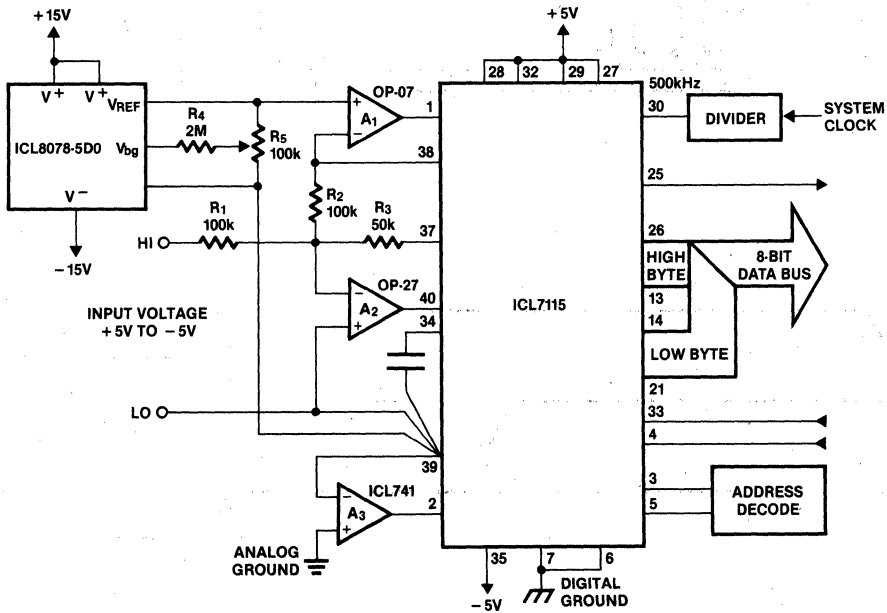 +15V
V+ V+ VREF
ICL8078-5D0
Vbg
V−
−15V
R4
2M
R5
100k
OP-07
+
A1
−
R2
100k
R1
100k
R3
50k
HI
INPUT VOLTAGE
+5V TO −5V
OP-27
−
A2
+
LO
ICL741
−
A3
+
ANALOG
GROUND
+5V
28 32 29 27
1
38
37
40
34
39
2
ICL7115
35 7 6
−5V
DIGITAL
GROUND
500kHz
30
DIVIDER
SYSTEM
CLOCK
25
26
HIGH
BYTE
8-BIT
DATA BUS
13
14
LOW BYTE
21
33
4
3
5
ADDRESS
DECODE